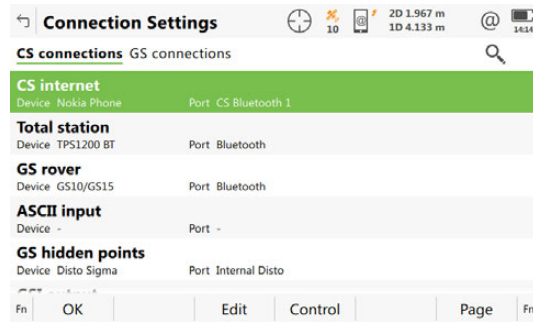 Connection Settings
10
@
2D 1.967 m
1D 4.133 m
@
14:14
CS connections GS connections
CS internet
Device Nokia Phone Port CS Bluetooth 1
Total station
Device TPS1200 BT Port Bluetooth
GS rover
Device GS10/GS15 Port Bluetooth
ASCII input
Device - Port -
GS hidden points
Device Disto Sigma Port Internal Disto
Fn OK Edit Control Page Fn